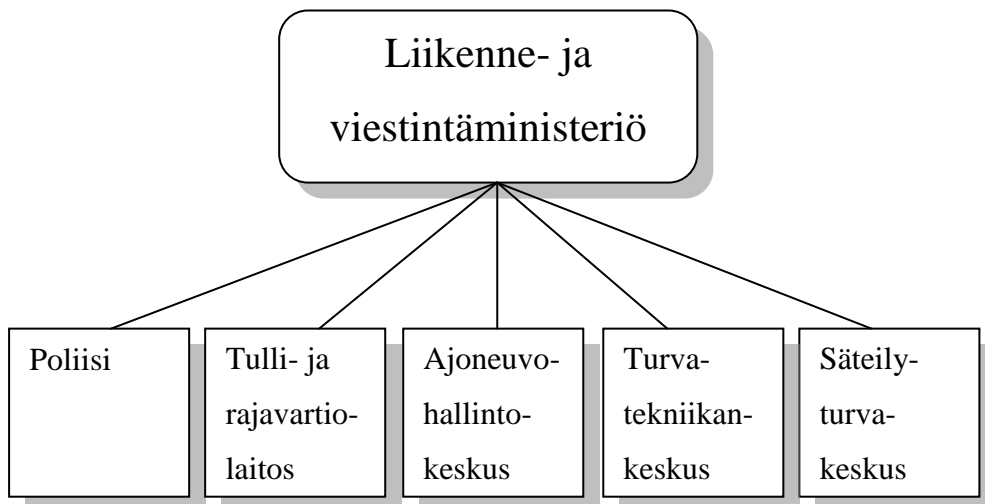 Liikenne- ja
viestintäministeriö
Poliisi
Tulli- ja
rajavartio-
laitos
Ajoneuvo-
hallinto-
keskus
Turva-
tekniikan-
keskus
Säteily-
turva-
keskus